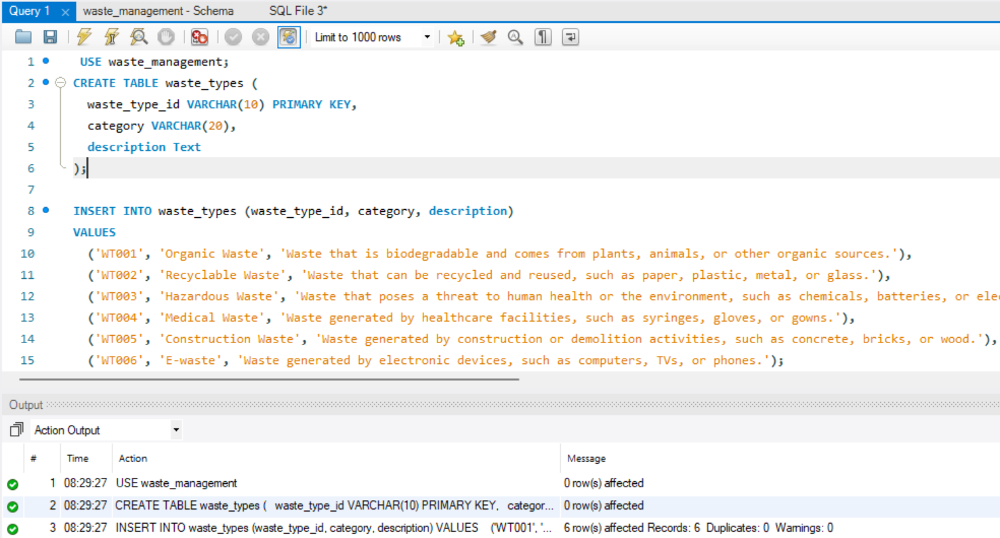 Query 1 waste_management - Schema SQL File 3*
Limit to 1000 rows
1 USE waste_management;
2 CREATE TABLE waste_types (
3 waste_type_id VARCHAR(10) PRIMARY KEY,
4 category VARCHAR(20),
5 description Text
6 );
7
8 INSERT INTO waste_types (waste_type_id, category, description)
9 VALUES
10 ('WT001', 'Organic Waste', 'Waste that is biodegradable and comes from plants, animals, or other organic sources.'),
11 ('WT002', 'Recyclable Waste', 'Waste that can be recycled and reused, such as paper, plastic, metal, or glass.'),
12 ('WT003', 'Hazardous Waste', 'Waste that poses a threat to human health or the environment, such as chemicals, batteries, or ele
13 ('WT004', 'Medical Waste', 'Waste generated by healthcare facilities, such as syringes, gloves, or gowns.'),
14 ('WT005', 'Construction Waste', 'Waste generated by construction or demolition activities, such as concrete, bricks, or wood.'),
15 ('WT006', 'E-waste', 'Waste generated by electronic devices, such as computers, TVs, or phones.');
Output
Action Output
# Time Action Message
1 08:29:27 USE waste_management 0 row(s) affected
2 08:29:27 CREATE TABLE waste_types ( waste_type_id VARCHAR(10) PRIMARY KEY, categor... 0 row(s) affected
3 08:29:27 INSERT INTO waste_types (waste_type_id, category, description) VALUES ('WT001', '... 6 row(s) affected Records: 6 Duplicates: 0 Warnings: 0